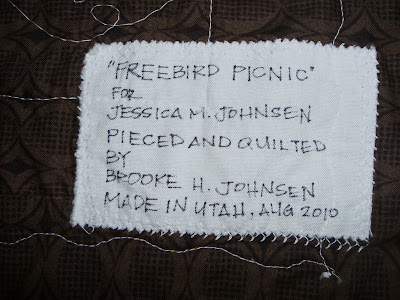 "FREEBIRD PICNIC"
FOR
JESSICA M. JOHNSEN
PIECED AND QUILTED
BY
BROOKE H. JOHNSEN
MADE IN UTAH, AUG 2010